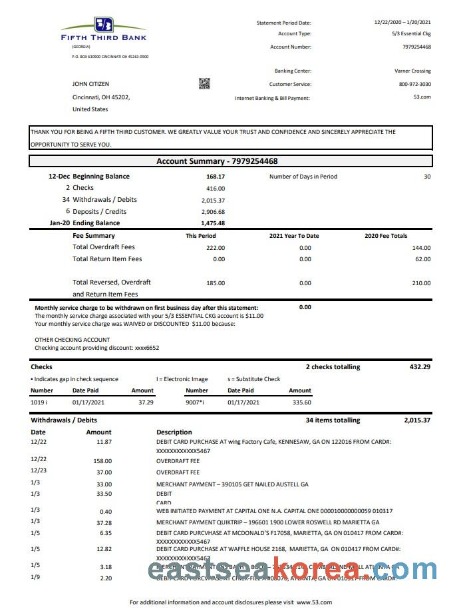 FIFTH THIRD BANK
(GEORGIA)
P.O. BOX 630900 CINCINNATI OH 45263-0900
Statement Period Date: 12/22/2020 – 1/20/2021
Account Type: 5/3 Essential Ckg
Account Number: 7979254468
Banking Center: Varner Crossing
Customer Service: 800-972-3030
Internet Banking & Bill Payment: 53.com
JOHN CITIZEN
Cincinnati, OH 45202,
United States
THANK YOU FOR BEING A FIFTH THIRD CUSTOMER. WE GREATLY VALUE YOUR TRUST AND CONFIDENCE AND SINCERELY APPRECIATE THE
OPPORTUNITY TO SERVE YOU.
Account Summary - 7979254468
12-Dec Beginning Balance 168.17 Number of Days in Period 30
2 Checks 416.00
34 Withdrawals / Debits 2,015.37
6 Deposits / Credits 2,906.68
Jan-20 Ending Balance 1,475.48
Fee Summary This Period 2021 Year To Date 2020 Fee Totals
Total Overdraft Fees 222.00 0.00 144.00
Total Return Item Fees 0.00 0.00 62.00
Total Reversed, Overdraft 185.00 0.00 210.00
and Return Item Fees
Monthly service charge to be withdrawn on first business day after this statement: 0.00
The monthly service charge associated with your 5/3 ESSENTIAL CKG account is $11.00
Your monthly service charge was WAIVED or DISCOUNTED $11.00 because:
OTHER CHECKING ACCOUNT
Checking account providing discount: xxxx6652
Checks 2 checks totalling 432.29
• Indicates gap in check sequence I = Electronic Image s = Substitute Check
Number Date Paid Amount Number Date Paid Amount
1019 i 01/17/2021 37.29 9007*i 01/17/2021 335.60
Withdrawals / Debits 34 items totalling 2,015.37
Date Amount Description
12/22 11.87 DEBIT CARD PURCHASE AT wing Factory Cafe, KENNESAW, GA ON 122016 FROM CARD#:
XXXXXXXXXXXX5467
12/22 158.00 OVERDRAFT FEE
12/23 37.00 OVERDRAFT FEE
1/3 33.00 MERCHANT PAYMENT – 390105 GET NAILED AUSTELL GA
1/3 33.50 DEBIT
CARD
1/3 0.40 WEB INITIATED PAYMENT AT CAPITAL ONE N.A. CAPITAL ONE
1/3 37.28 MERCHANT PAYMENT QUIKTRIP – 196601 1900 LOWER ROSWELL RD MARIETTA GA
1/5 6.35 DEBIT CARD PURCVHASE AT MCDONALD'S F17058, MARIETTA, GA ON 010417 FROM CARD#:
XXXXXXXXXXXX5467
1/5 12.82 DEBIT CARD PURCHASE AT WAFFLE HOUSE 2168, MARIETTA, GA ON 010417 FROM CARD#:
1/5 3.18
1/9 2.20
eastgeekorea.com
For additional information and account disclosures please visit www.53.com